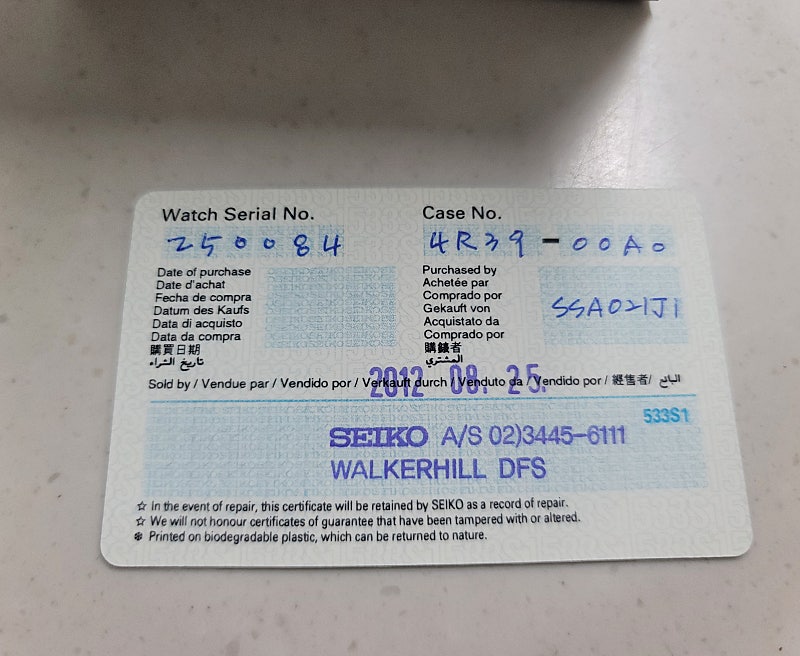 Watch Serial No.
250084
Case No.
4R39-00A0
Date of purchase
Date d'achat
Fecha de compra
Datum des Kaufs
Data di acquisto
Data da compra
購買日期
تاريخ الشراء
Purchased by
Achetée par
Comprado por
Gekauft von
Acquistato da
Comprado por
購錶者
المشتري
SSA021J1
2012 08. 25.
Sold by / Vendue par / Vendido por / Verkauft durch / Venduto da / Vendido por / 經售者/ البائع
533S1
SEIKO A/S 02)3445-6111
WALKERHILL DFS
☆ In the event of repair, this certificate will be retained by SEIKO as a record of repair.
☆ We will not honour certificates of guarantee that have been tampered with or altered.
❃ Printed on biodegradable plastic, which can be returned to nature.